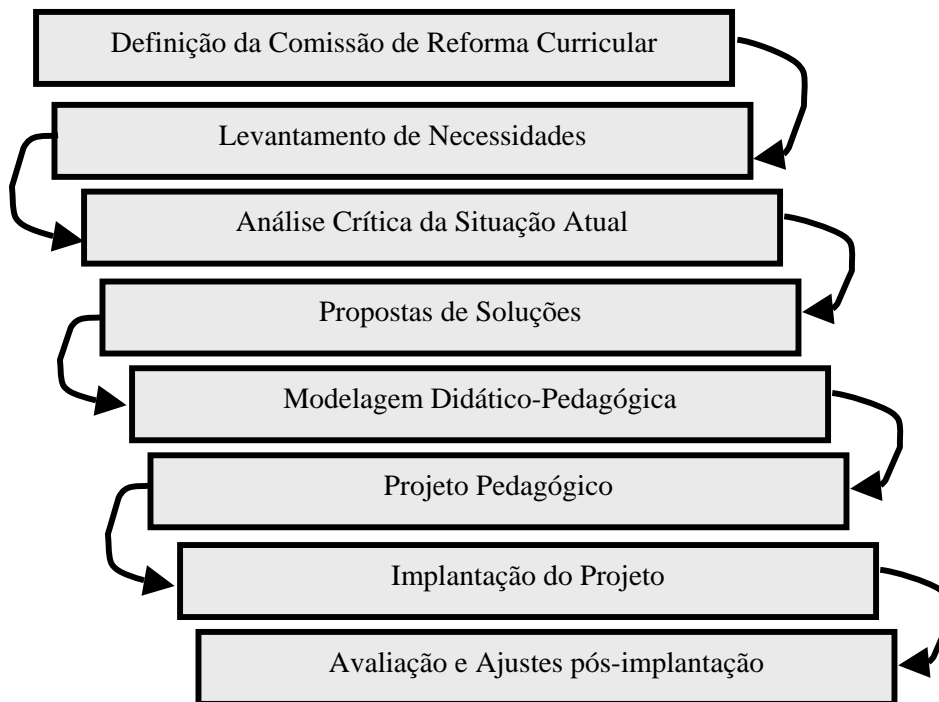 Definição da Comissão de Reforma Curricular
Levantamento de Necessidades
Análise Crítica da Situação Atual
Propostas de Soluções
Modelagem Didático-Pedagógica
Projeto Pedagógico
Implantação do Projeto
Avaliação e Ajustes pós-implantação